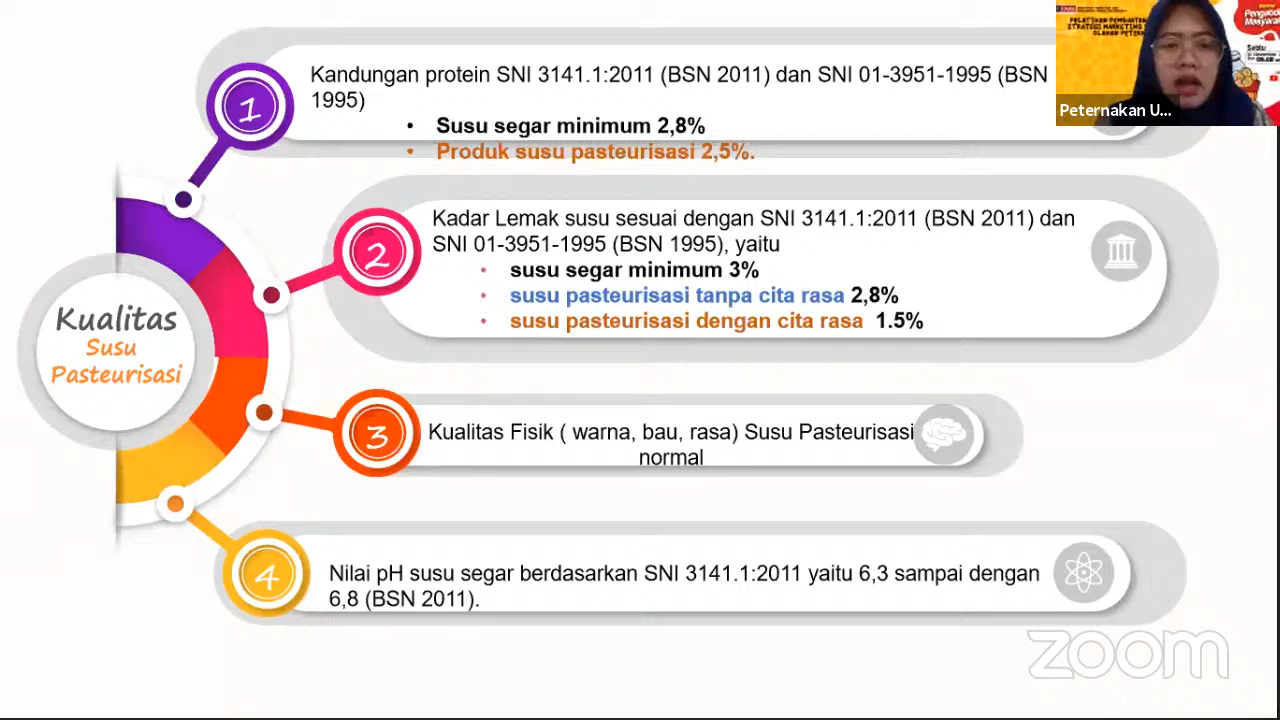 Kandungan protein SNI 3141.1:2011 (BSN 2011) dan SNI 01-3951-1995 (BSN
1995)
• Susu segar minimum 2,8%
• Produk susu pasteurisasi 2,5%.
1
Kadar Lemak susu sesuai dengan SNI 3141.1:2011 (BSN 2011) dan
SNI 01-3951-1995 (BSN 1995), yaitu
• susu segar minimum 3%
• susu pasteurisasi tanpa cita rasa 2,8%
• susu pasteurisasi dengan cita rasa 1.5%
2
Kualitas
Susu
Pasteurisasi
3
Kualitas Fisik ( warna, bau, rasa) Susu Pasteurisasi
normal
4
Nilai pH susu segar berdasarkan SNI 3141.1:2011 yaitu 6,3 sampai dengan
6,8 (BSN 2011).
STRATEGI MARKETING
Sabtu
Peternakan U...
zoom